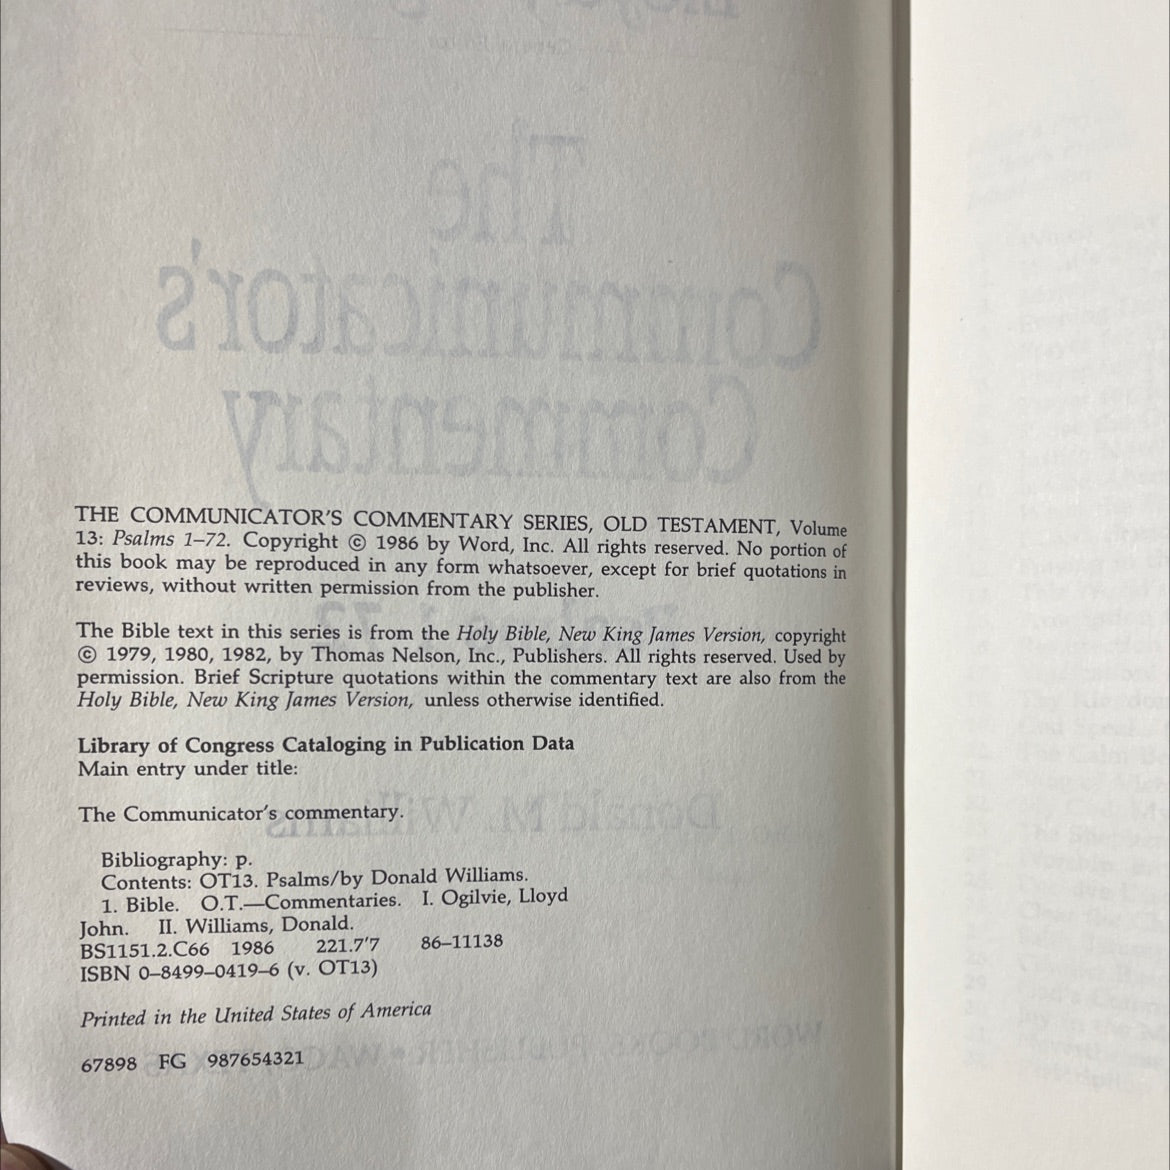 THE COMMUNICATOR'S COMMENTARY SERIES, OLD TESTAMENT, Volume
13: Psalms 1–72. Copyright © 1986 by Word, Inc. All rights reserved. No portion of
this book may be reproduced in any form whatsoever, except for brief quotations in
reviews, without written permission from the publisher.
The Bible text in this series is from the Holy Bible, New King James Version, copyright
© 1979, 1980, 1982, by Thomas Nelson, Inc., Publishers. All rights reserved. Used by
permission. Brief Scripture quotations within the commentary text are also from the
Holy Bible, New King James Version, unless otherwise identified.
Library of Congress Cataloging in Publication Data
Main entry under title:
The Communicator's commentary.
Bibliography: p.
Contents: OT13. Psalms/by Donald Williams.
1. Bible. O.T.—Commentaries. I. Ogilvie, Lloyd
John. II. Williams, Donald.
BS1151.2.C66 1986 221.7'7 86–11138
ISBN 0–8499–0419–6 (v. OT13)
Printed in the United States of America
67898 FG 987654321